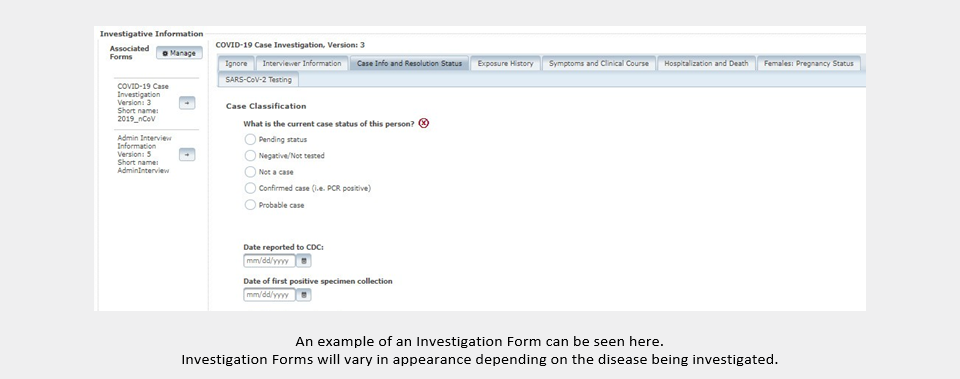 Investigative Information
Associated
Forms
Manage
COVID-19 Case
Investigation
Version: 3
Short name:
2019_nCoV
Admin Interview
Information
Version: 5
Short name:
AdminInterview
COVID-19 Case Investigation, Version: 3
Ignore Interviewer Information Case Info and Resolution Status Exposure History Symptoms and Clinical Course Hospitalization and Death Females: Pregnancy Status
SARS-CoV-2 Testing
Case Classification
What is the current case status of this person?
Pending status
Negative/Not tested
Not a case
Confirmed case (i.e. PCR positive)
Probable case
Date reported to CDC:
mm/dd/yyyy
Date of first positive specimen collection
mm/dd/yyyy
An example of an Investigation Form can be seen here.
Investigation Forms will vary in appearance depending on the disease being investigated.